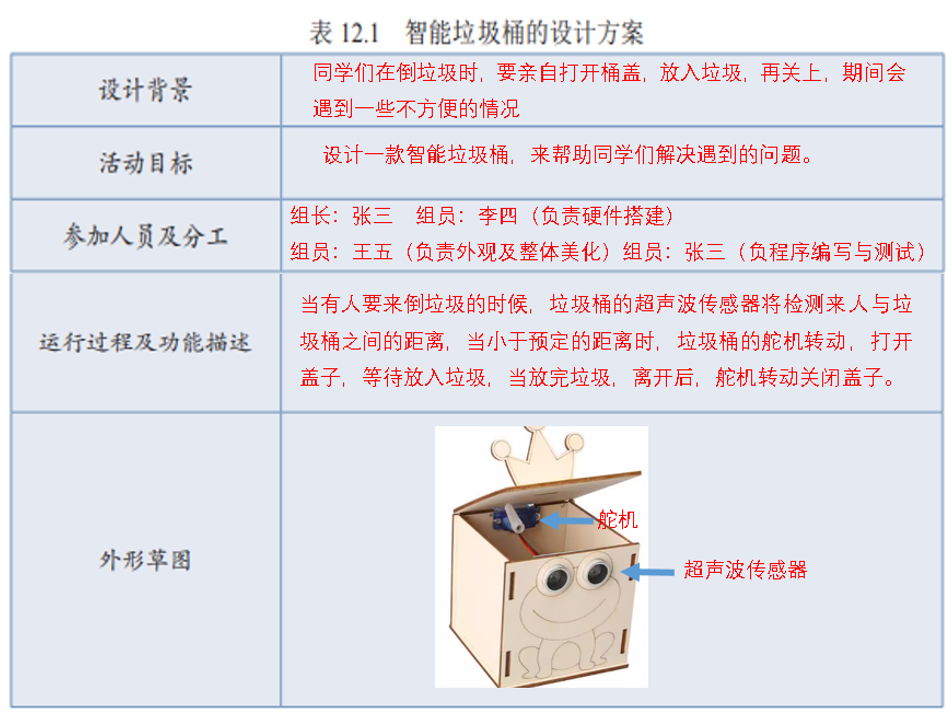 表 12.1 智能垃圾桶的设计方案
设计背景
同学们在倒垃圾时，要亲自打开桶盖，放入垃圾，再关上，期间会
遇到一些不方便的情况
活动目标
设计一款智能垃圾桶，来帮助同学们解决遇到的问题。
参加人员及分工
组长：张三 组员：李四（负责硬件搭建）
组员：王五（负责外观及整体美化）组员：张三（负程序编写与测试）
运行过程及功能描述
当有人要来倒垃圾的时候，垃圾桶的超声波传感器将检测来人与垃
圾桶之间的距离，当小于预定的距离时，垃圾桶的舵机转动，打开
盖子，等待放入垃圾，当放完垃圾，离开后，舵机转动关闭盖子。
外形草图
舵机
超声波传感器